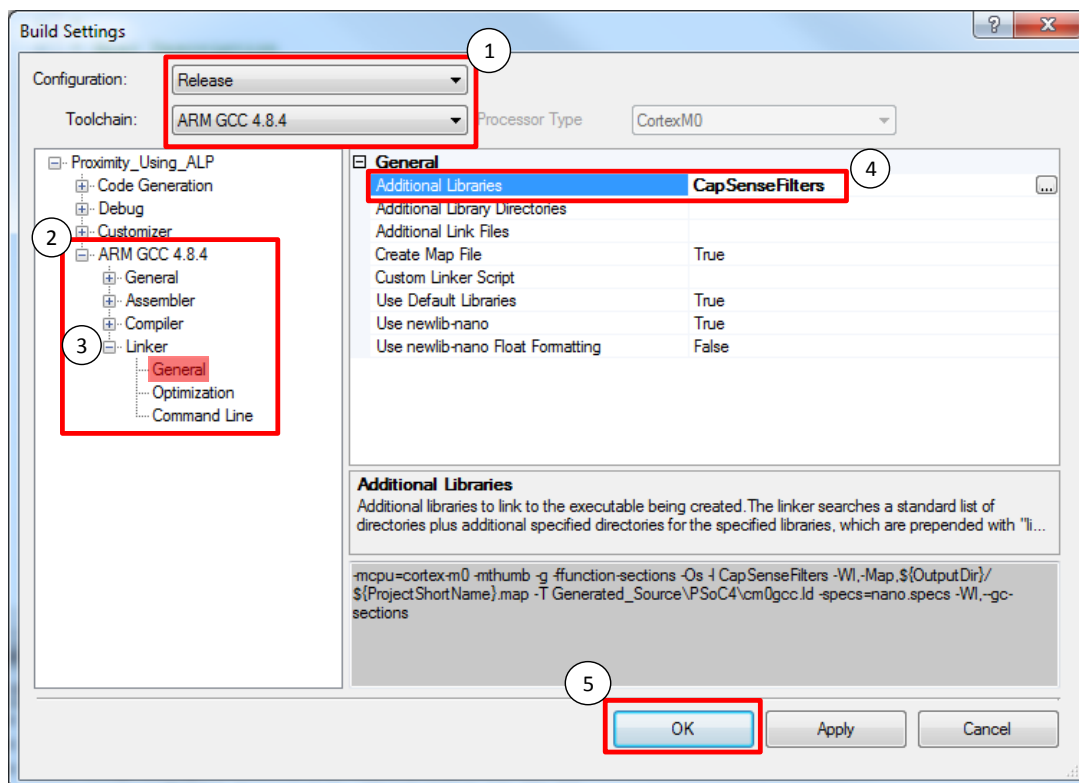 Build Settings
1
Configuration: Release
Toolchain: ARM GCC 4.8.4 Processor Type CortexM0
Proximity_Using_ALP
Code Generation
Debug
2
Customizer
ARM GCC 4.8.4
General
Assembler
Compiler
3
Linker
General
Optimization
Command Line
General
4
Additional Libraries CapSenseFilters ...
Additional Library Directories
Additional Link Files
Create Map File True
Custom Linker Script
Use Default Libraries True
Use newlib-nano True
Use newlib-nano Float Formatting False
Additional Libraries
Additional libraries to link to the executable being created.The linker searches a standard list of
directories plus additional specified directories for the specified libraries, which are prepended with "li...
-mcpu=cortex-m0 -mthumb -g -ffunction-sections -Os -l CapSenseFilters -Wl,-Map,${OutputDir}/
${ProjectShortName}.map -T Generated_Source\PSoC4\cm0gcc.ld -specs=nano.specs -Wl,--gc-
sections
5
OK Apply Cancel